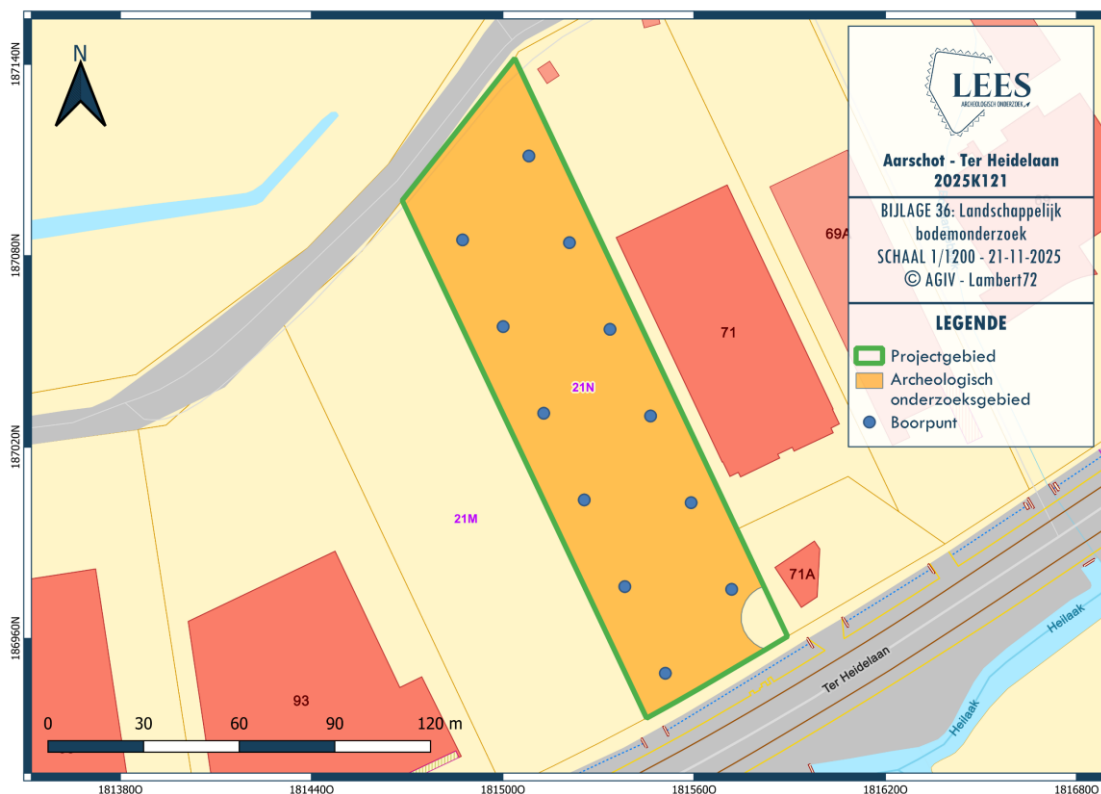 187140N
187080N
187020N
186960N
N
LEES
ARCHEOLOGISCH ONDERZOEK
Aarschot - Ter Heidelaan
2025K121
BIJLAGE 36: Landschappelijk
bodemonderzoek
SCHAAL 1/1200 - 21-11-2025
© AGIV - Lambert72
LEGENDE
Projectgebied
Archeologisch
onderzoeksgebied
Boorpunt
69A
71
21N
21M
71A
93
Ter Heidelaan
Heilaak
Heilaak
0 30 60 90 120 m
181380O 181440O 181500O 181560O 181620O 181680O